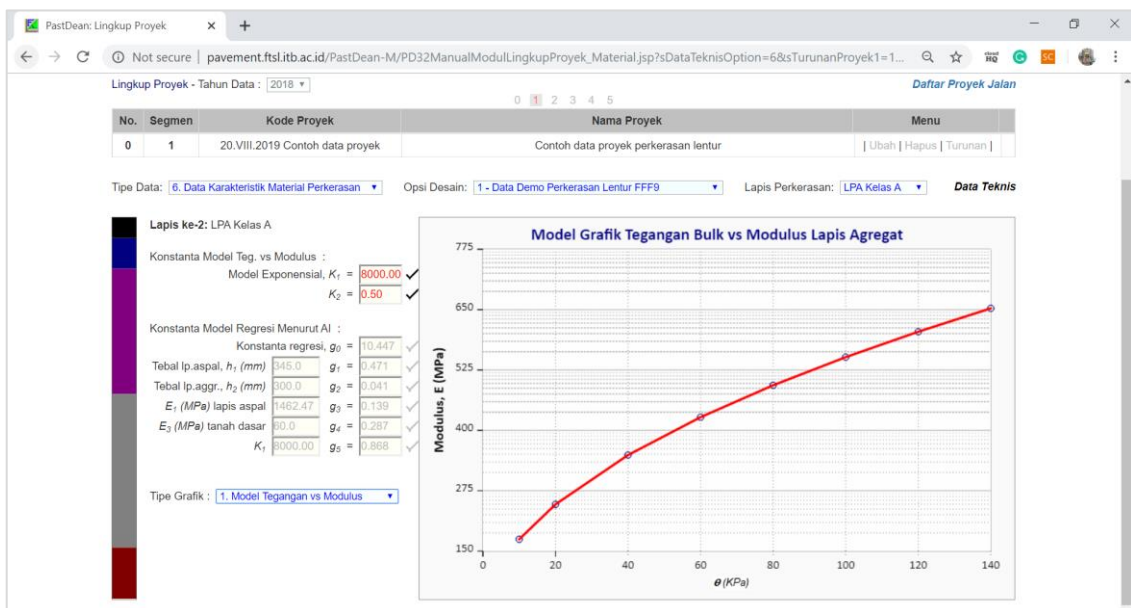 PastDean: Lingkup Proyek
Not secure | pavement.ftsl.itb.ac.id/PastDean-M/PD32ManualModulLingkupProyek_Material.jsp?sDataTeknisOption=6&sTurunanProyek1=1...
Lingkup Proyek - Tahun Data : 2018
Daftar Proyek Jalan
0 1 2 3 4 5
No. Segmen Kode Proyek Nama Proyek Menu
0 1 20.VIII.2019 Contoh data proyek Contoh data proyek perkerasan lentur | Ubah | Hapus | Turunan |
Tipe Data: 6. Data Karakteristik Material Perkerasan Opsi Desain: 1 - Data Demo Perkerasan Lentur FFF9 Lapis Perkerasan: LPA Kelas A Data Teknis
Lapis ke-2: LPA Kelas A
Konstanta Model Teg. vs Modulus :
Model Exponensial, K1 = 8000.00
K2 = 0.50
Konstanta Model Regresi Menurut AI :
Konstanta regresi, g0 = 10.447
Tebal lp.aspal, h1 (mm) 345.0 g1 = 0.471
Tebal lp.aggr., h2 (mm) 300.0 g2 = 0.041
E1 (MPa) lapis aspal 1462.47 g3 = 0.139
E3 (MPa) tanah dasar 60.0 g4 = 0.287
K1 8000.00 g5 = 0.868
Tipe Grafik : 1. Model Tegangan vs Modulus
Model Grafik Tegangan Bulk vs Modulus Lapis Agregat
Modulus, E (MPa)
775
650
525
400
275
150
0 20 40 60 80 100 120 140
θ (KPa)